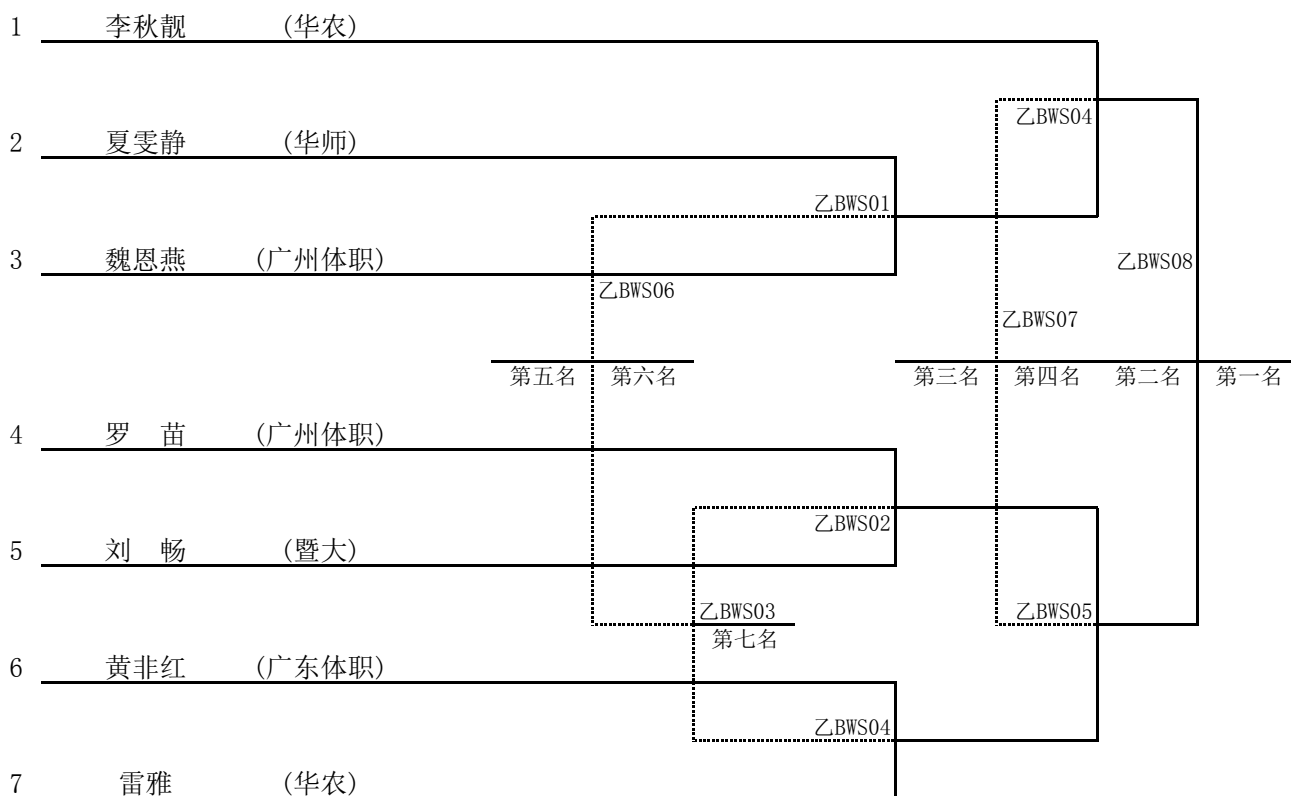 1 李秋靓 (华农)
乙BWS04
2 夏雯静 (华师)
乙BWS01
3 魏恩燕 (广州体职)
乙BWS08
乙BWS06
乙BWS07
第五名 第六名 第三名 第四名 第二名 第一名
4 罗 苗 (广州体职)
乙BWS02
5 刘 畅 (暨大)
乙BWS03 乙BWS05
第七名
6 黄非红 (广东体职)
乙BWS04
7 雷雅 (华农)